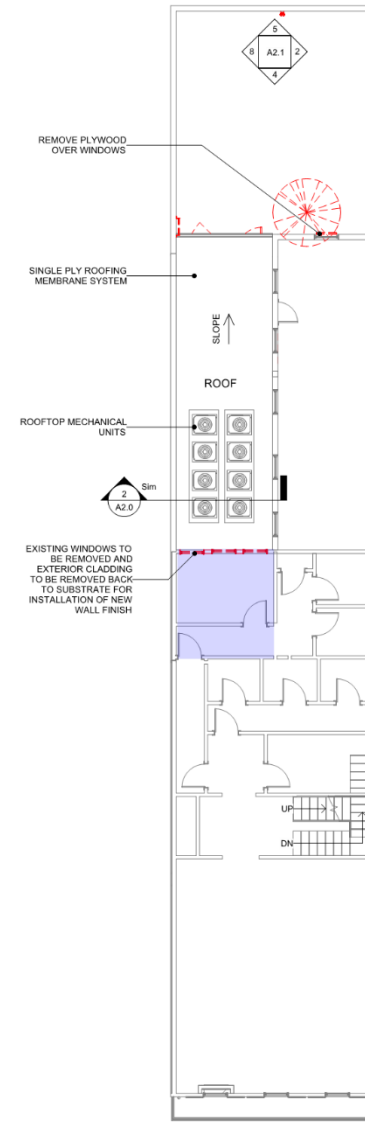 5
8
A2.1
2
4
REMOVE PLYWOOD
OVER WINDOWS
SINGLE PLY ROOFING
MEMBRANE SYSTEM
SLOPE
ROOF
ROOFTOP MECHANICAL
UNITS
Sim
2
A2.0
EXISTING WINDOWS TO
BE REMOVED AND
EXTERIOR CLADDING
TO BE REMOVED BACK
TO SUBSTRATE FOR
INSTALLATION OF NEW
WALL FINISH
UP
DN